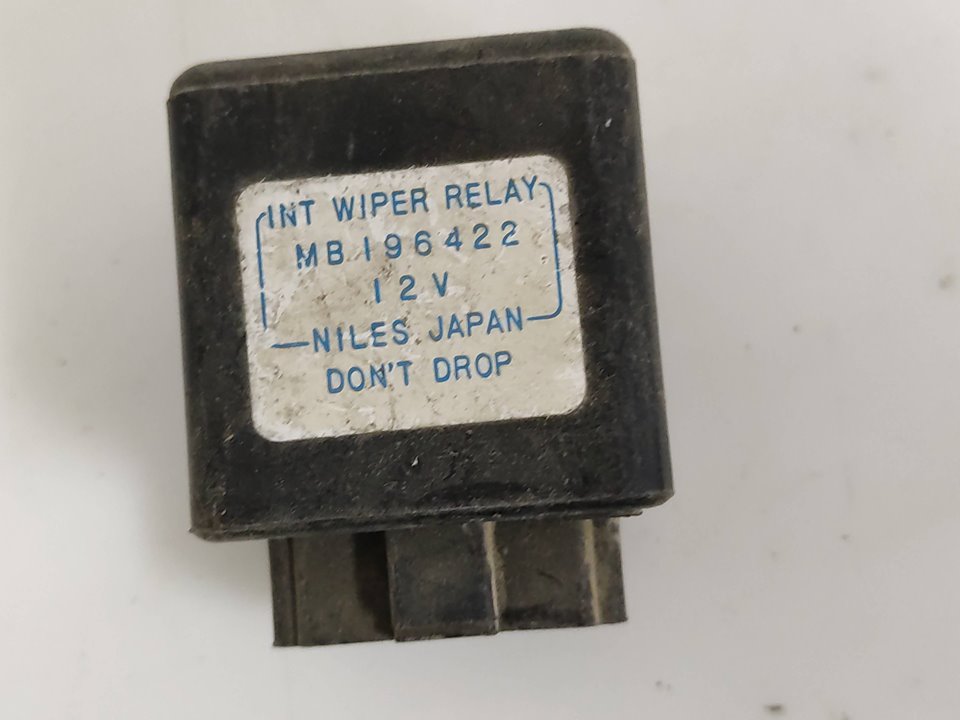 INT WIPER RELAY
MB196422
12V
NILES JAPAN
DON'T DROP